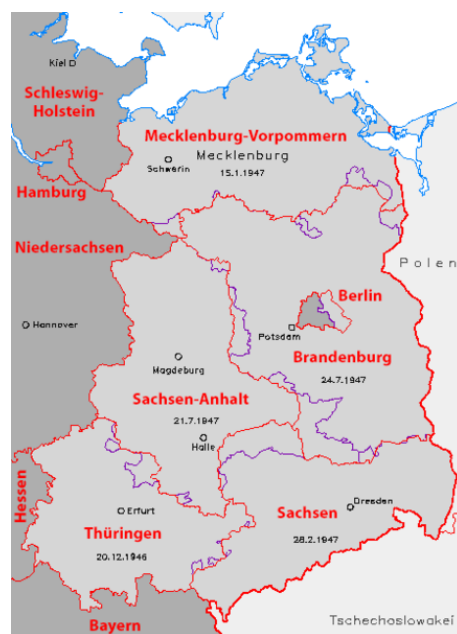 Kiel
Schleswig-
Holstein
Mecklenburg-Vorpommern
Mecklenburg
Schwerin
15.1.1947
Hamburg
Niedersachsen
Polen
Berlin
Hannover
Potsdam
Brandenburg
24.7.1947
Magdeburg
Sachsen-Anhalt
21.7.1947
Halle
Hessen
Sachsen
Dresden
28.2.1947
Erfurt
Thüringen
20.12.1946
Bayern
Tschechoslowakei